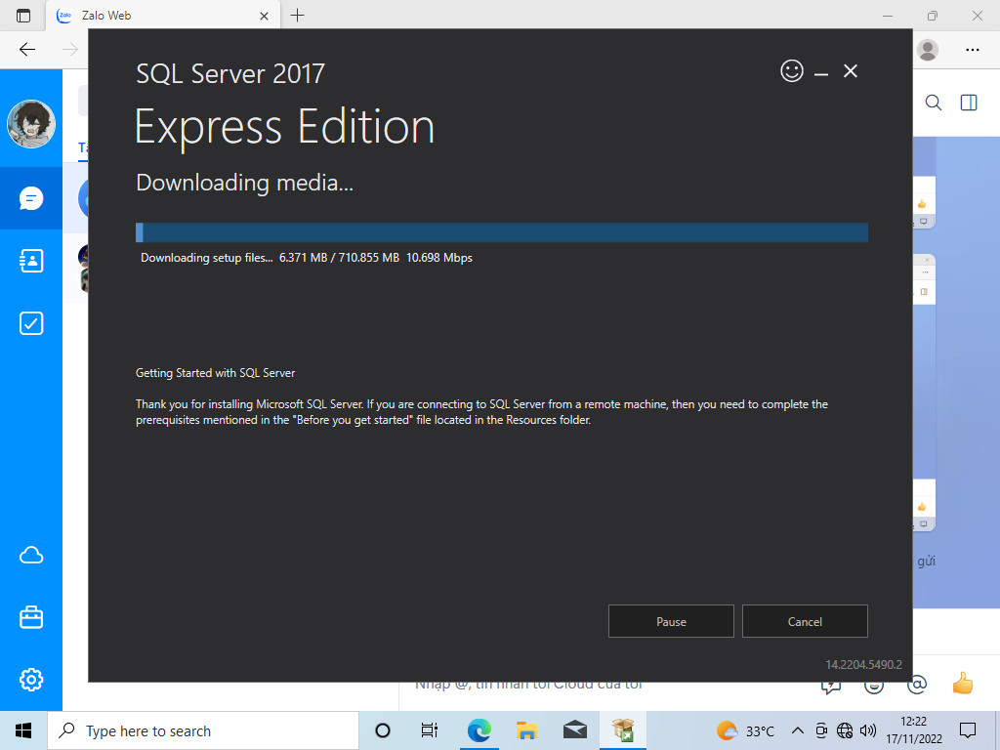 Zalo Web
SQL Server 2017
Express Edition
Downloading media...
Downloading setup files... 6.371 MB / 710.855 MB 10.698 Mbps
Getting Started with SQL Server
Thank you for installing Microsoft SQL Server. If you are connecting to SQL Server from a remote machine, then you need to complete the
prerequisites mentioned in the "Before you get started" file located in the Resources folder.
gửi
Pause
Cancel
14.2204.5490.2
Nhập @, tin nhắn tới Cloud của tôi
Type here to search
33°C
12:22
17/11/2022